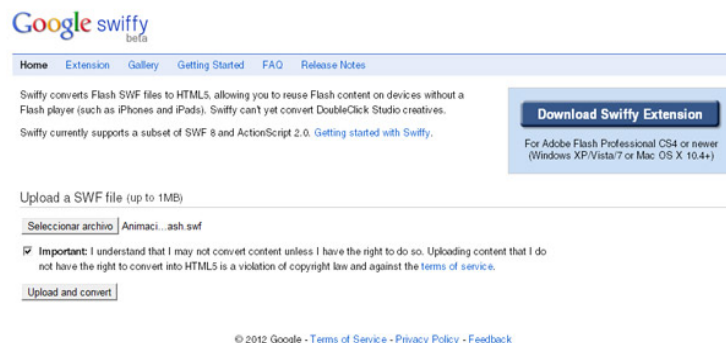 Google swiffy
beta
Home Extension Gallery Getting Started FAQ Release Notes
Swiffy converts Flash SWF files to HTML5, allowing you to reuse Flash content on devices without a
Flash player (such as iPhones and iPads). Swiffy can't yet convert DoubleClick Studio creatives.
Swiffy currently supports a subset of SWF 8 and ActionScript 2.0. Getting started with Swiffy.
Download Swiffy Extension
For Adobe Flash Professional CS4 or newer
(Windows XP/Vista/7 or Mac OS X 10.4+)
Upload a SWF file (up to 1MB)
Seleccionar archivo Animaci...ash.swf
Important: I understand that I may not convert content unless I have the right to do so. Uploading content that I do
not have the right to convert into HTML5 is a violation of copyright law and against the terms of service.
Upload and convert
© 2012 Google - Terms of Service - Privacy Policy - Feedback